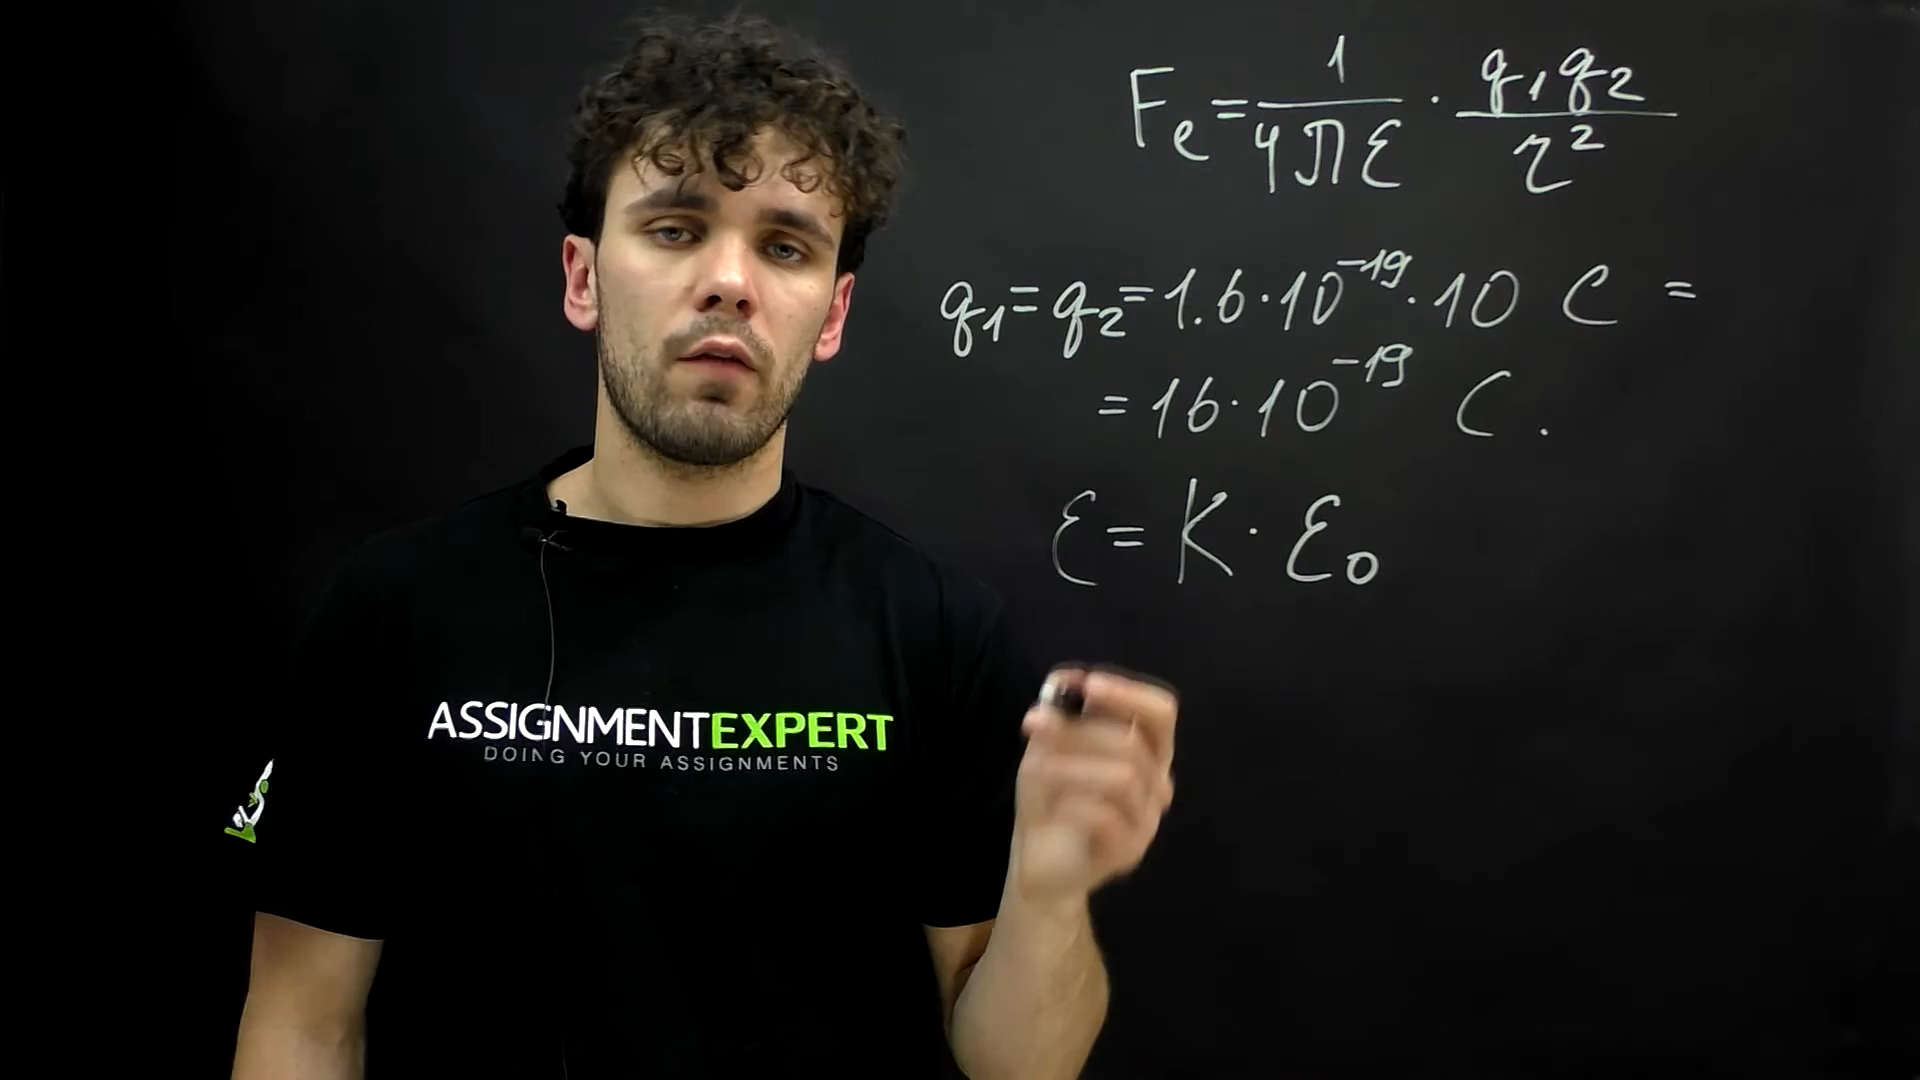 Fe = 1/4πε · q1q2/r²
q1 = q2 = 1.6·10⁻¹⁹·10 C =
= 16·10⁻¹⁹ C.
ε = K · ε0
ASSIGNMENTEXPERT
DOING YOUR ASSIGNMENTS